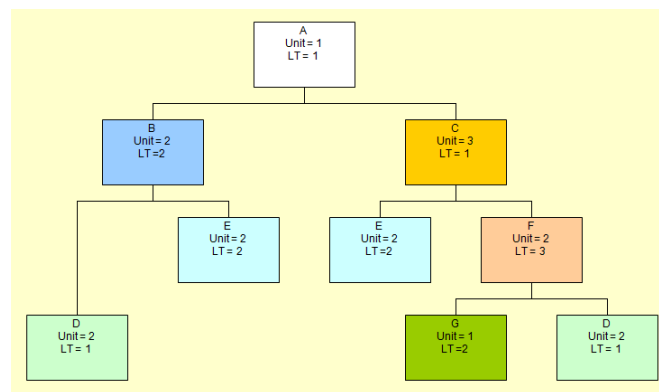 A
Unit= 1
LT= 1
B
Unit= 2
LT =2
C
Unit= 3
LT= 1
E
Unit= 2
LT= 2
E
Unit= 2
LT=2
F
Unit= 2
LT= 3
D
Unit= 2
LT= 1
G
Unit= 1
LT=2
D
Unit= 2
LT= 1